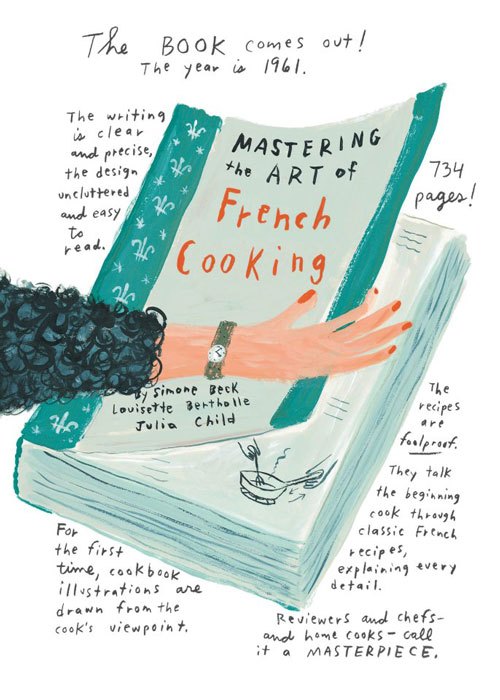 The BOOK comes out!
The year is 1961.
The writing
is clear
and precise,
the design
uncluttered
and easy
to
read.
MASTERING
the ART of
French
Cooking
734
pages!
By Simone Beck
Louisette Bertholle
Julia Child
The
recipes
are
foolproof.
They talk
the beginning
cook through
classic French
recipes,
explaining every
detail.
For
the first
time, cookbook
illustrations are
drawn from the
cook's viewpoint.
Reviewers and chefs-
and home cooks - call
it a MASTERPIECE.